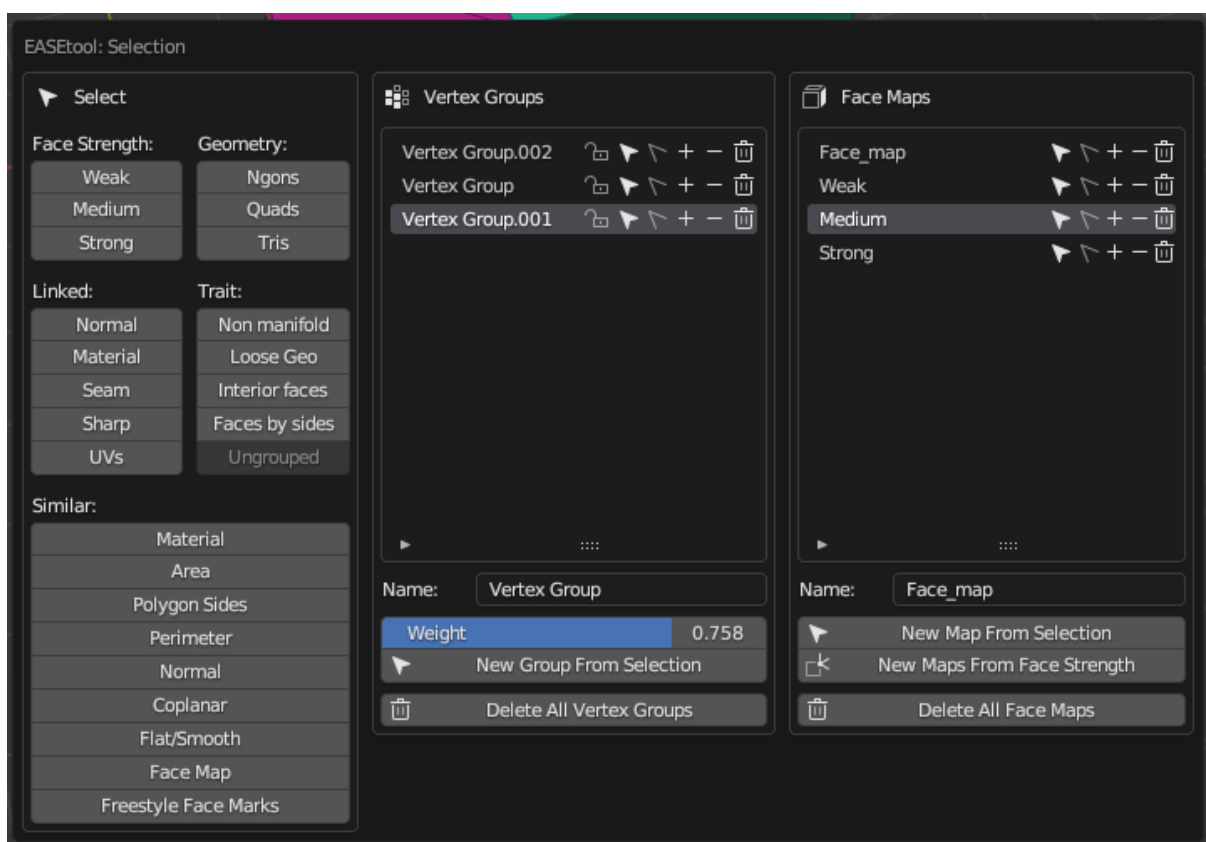 EASEtool: Selection
Select
Face Strength:
Weak
Medium
Strong
Geometry:
Ngons
Quads
Tris
Linked:
Normal
Material
Seam
Sharp
UVs
Trait:
Non manifold
Loose Geo
Interior faces
Faces by sides
Ungrouped
Similar:
Material
Area
Polygon Sides
Perimeter
Normal
Coplanar
Flat/Smooth
Face Map
Freestyle Face Marks
Vertex Groups
Vertex Group.002
Vertex Group
Vertex Group.001
Name: Vertex Group
Weight 0.758
New Group From Selection
Delete All Vertex Groups
Face Maps
Face_map
Weak
Medium
Strong
Name: Face_map
New Map From Selection
New Maps From Face Strength
Delete All Face Maps